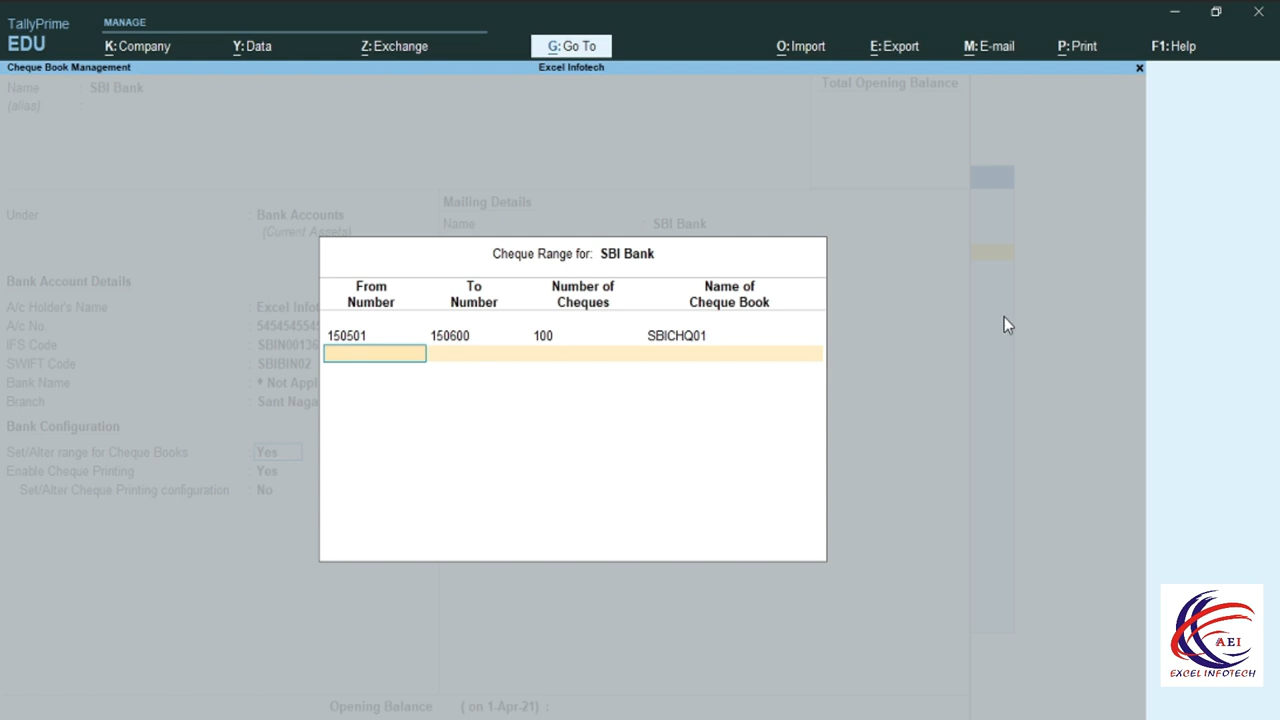 TallyPrime
EDU
MANAGE
K: Company
Y: Data
Z: Exchange
G: Go To
O: Import
E: Export
M: E-mail
P: Print
F1: Help
Cheque Book Management
Excel Infotech
Name : SBI Bank
(alias) :
Total Opening Balance
Under : Bank Accounts
(Current Assets)
Mailing Details
Name : SBI Bank
Cheque Range for: SBI Bank
From Number
To Number
Number of Cheques
Name of Cheque Book
150501 150600 100 SBICHQ01
Bank Account Details
A/c Holder's Name :
A/c No. :
IFS Code :
SWIFT Code : SBIBIN02
Bank Name : * Not
Branch : Sant
Bank Configuration
Set/Alter range for Cheque Books : Yes
Enable Cheque Printing : Yes
Set/Alter Cheque Printing configuration : No
Opening Balance ( on 1-Apr-21) :
AEI
EXCEL INFOTECH